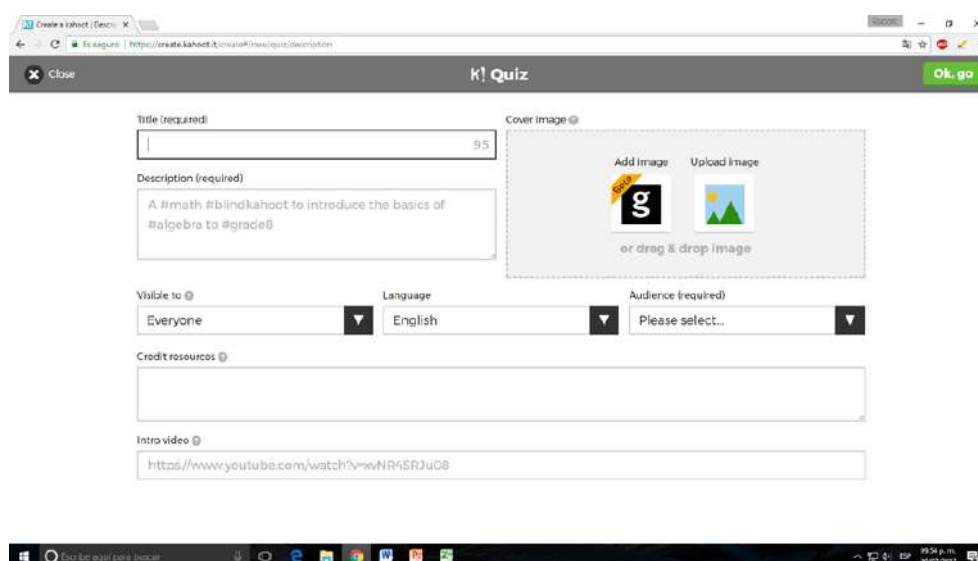 Create a kahoot | Descri
Es seguro | https://create.kahoot.it/create#/new/quiz/description
Close
K! Quiz
Ok, go
Title (required)
95
Cover image
Description (required)
A #math #blindkahoot to introduce the basics of
#algebra to #grade8
Add image
Upload image
Beta
g
or drag & drop image
Visible to
Language
Audience (required)
Everyone
English
Please select...
Credit resources
Intro video
https://www.youtube.com/watch?v=
Escribe aquí para buscar
ESP
p. m.